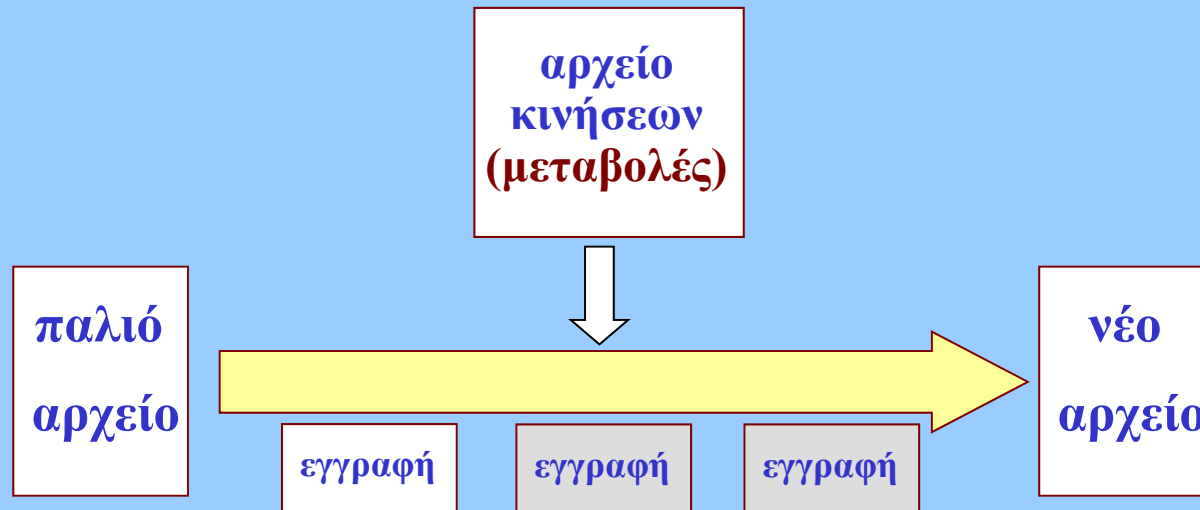 αρχείο
κινήσεων
(μεταβολές)
παλιό
αρχείο
νέο
αρχείο
εγγραφή
εγγραφή
εγγραφή